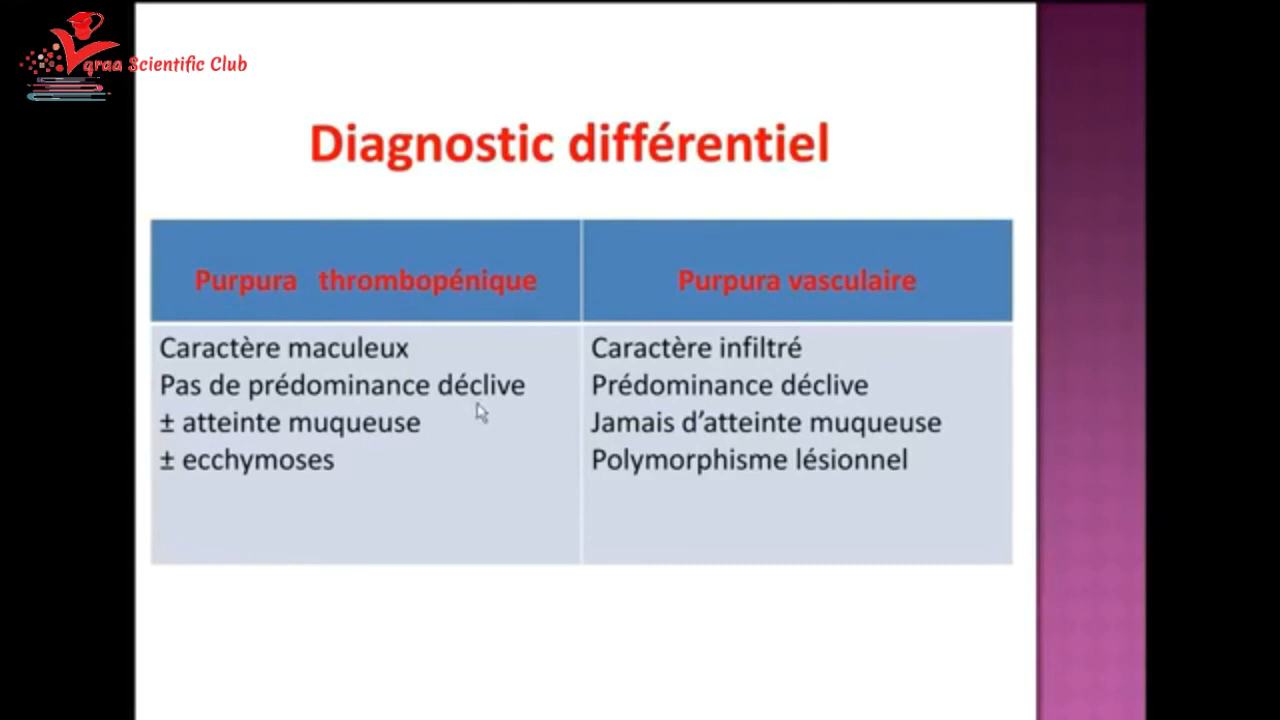 qraa Scientific Club
Diagnostic différentiel
Purpura thrombopénique
Purpura vasculaire
Caractère maculeux
Pas de prédominance déclive
± atteinte muqueuse
± ecchymoses
Caractère infiltré
Prédominance déclive
Jamais d’atteinte muqueuse
Polymorphisme lésionnel